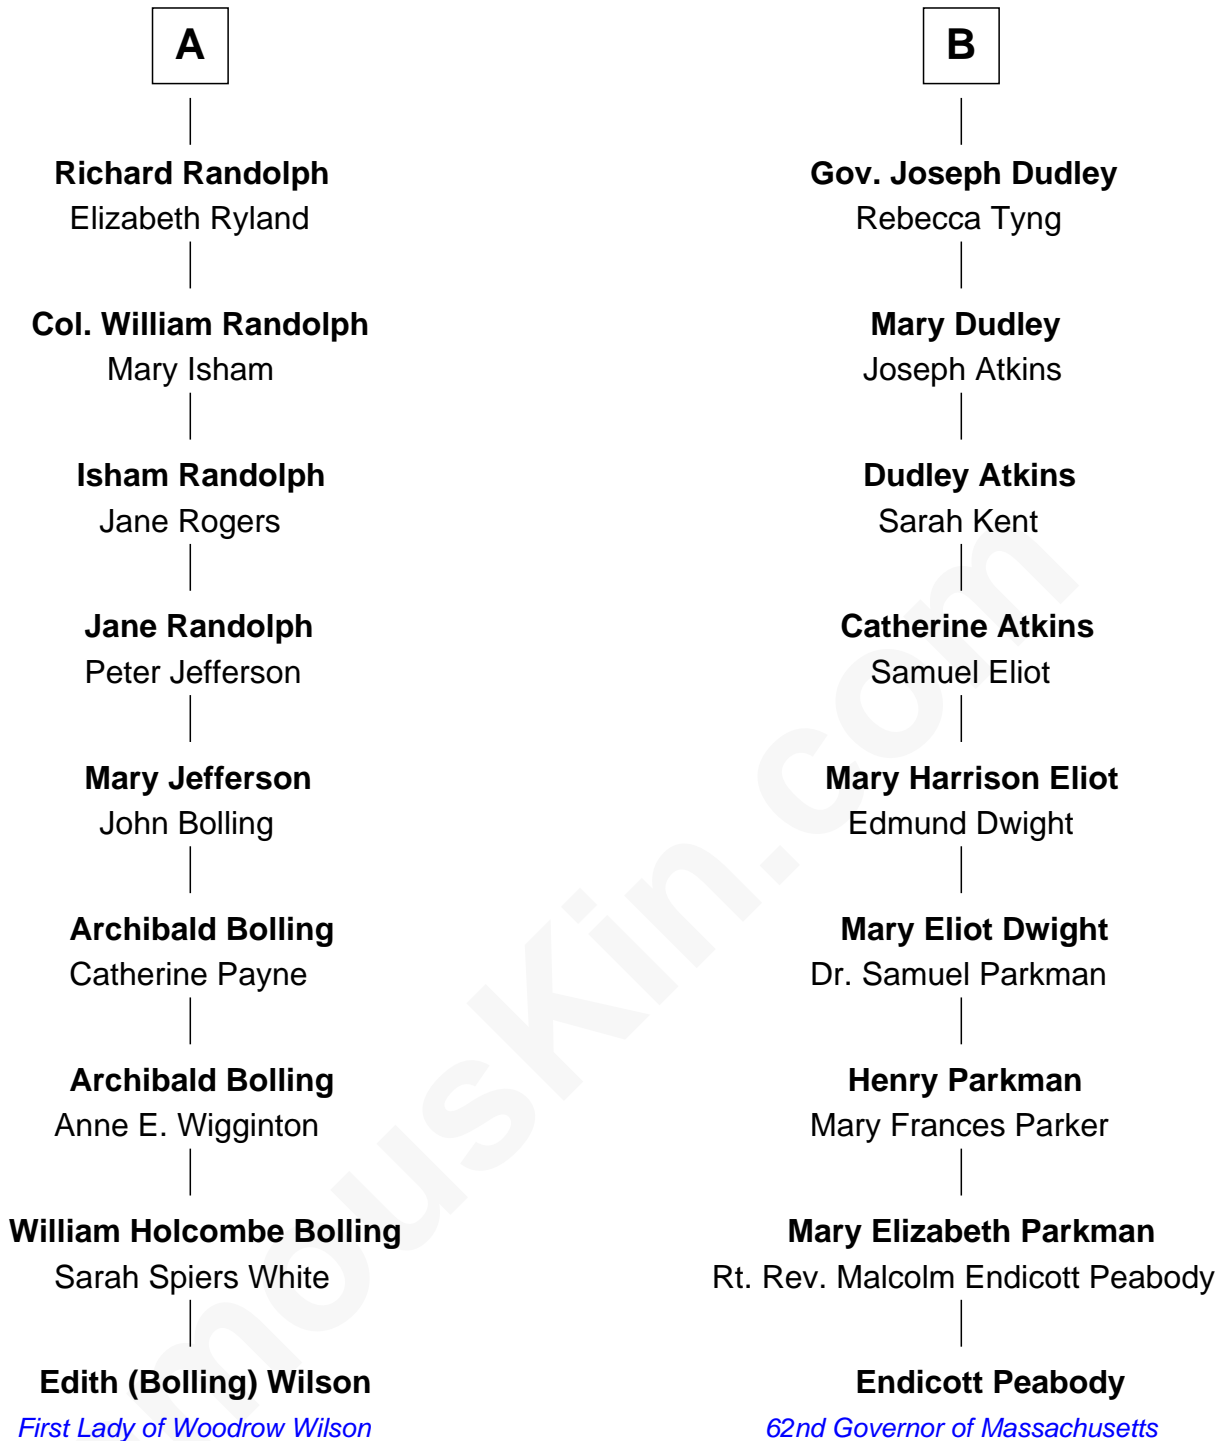 A
Richard Randolph
Elizabeth Ryland
Col. William Randolph
Mary Isham
Isham Randolph
Jane Rogers
Jane Randolph
Peter Jefferson
Mary Jefferson
John Bolling
Archibald Bolling
Catherine Payne
Archibald Bolling
Anne E. Wigginton
William Holcombe Bolling
Sarah Spiers White
Edith (Bolling) Wilson
First Lady of Woodrow Wilson
B
Gov. Joseph Dudley
Rebecca Tyng
Mary Dudley
Joseph Atkins
Dudley Atkins
Sarah Kent
Catherine Atkins
Samuel Eliot
Mary Harrison Eliot
Edmund Dwight
Mary Eliot Dwight
Dr. Samuel Parkman
Henry Parkman
Mary Frances Parker
Mary Elizabeth Parkman
Rt. Rev. Malcolm Endicott Peabody
Endicott Peabody
62nd Governor of Massachusetts
mousKin.com